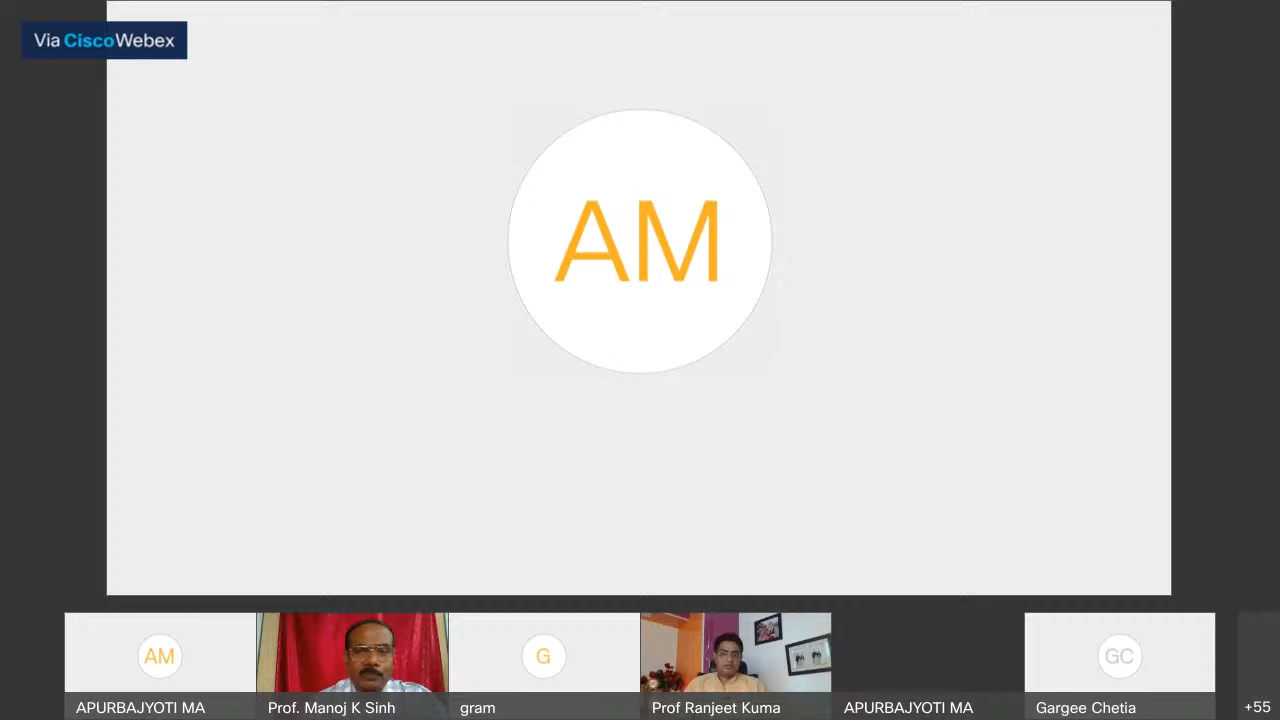 Via CiscoWebex
AM
AM
G
GC
APURBAJYOTI MA
Prof. Manoj K Sinh
gram
Prof Ranjeet Kuma
APURBAJYOTI MA
Gargee Chetia
+55